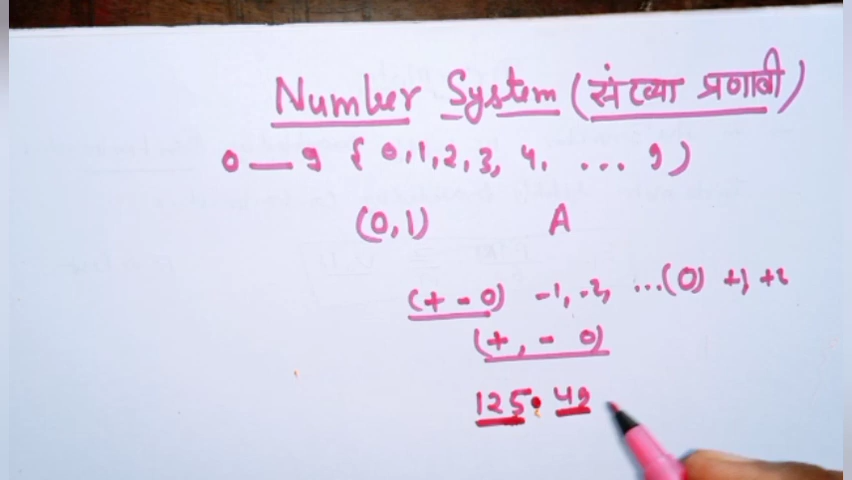 Number System (संख्या प्रणाली)
0 — 9 { 0, 1, 2, 3, 4, ... 9 )
(0, 1) A
(+ - 0) -1, -2, ...(0) +1 +2
(+, - 0)
125.49